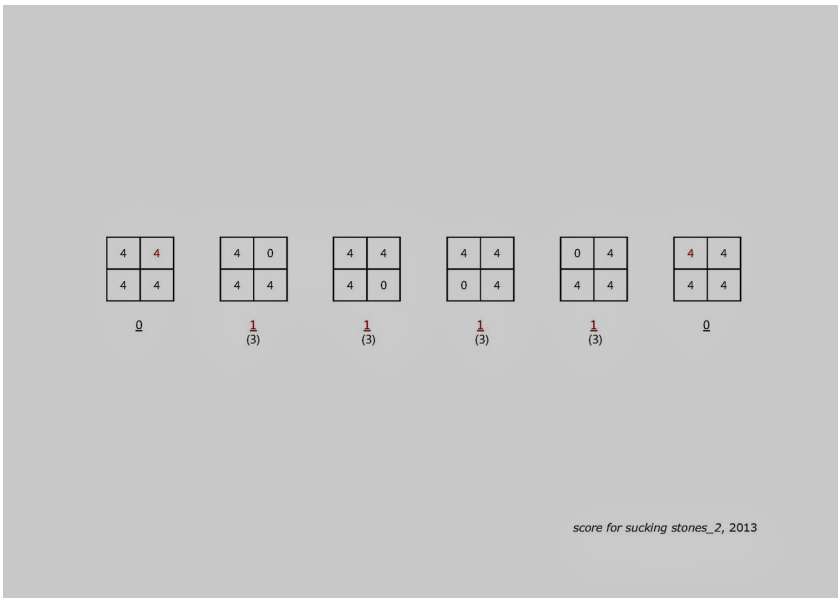 4 4 4 0 4 4 4 4 0 4 4 4
4 4 4 4 4 0 0 4 4 4 4 4
0 1 1 1 1 0
(3) (3) (3) (3)
score for sucking stones_2, 2013